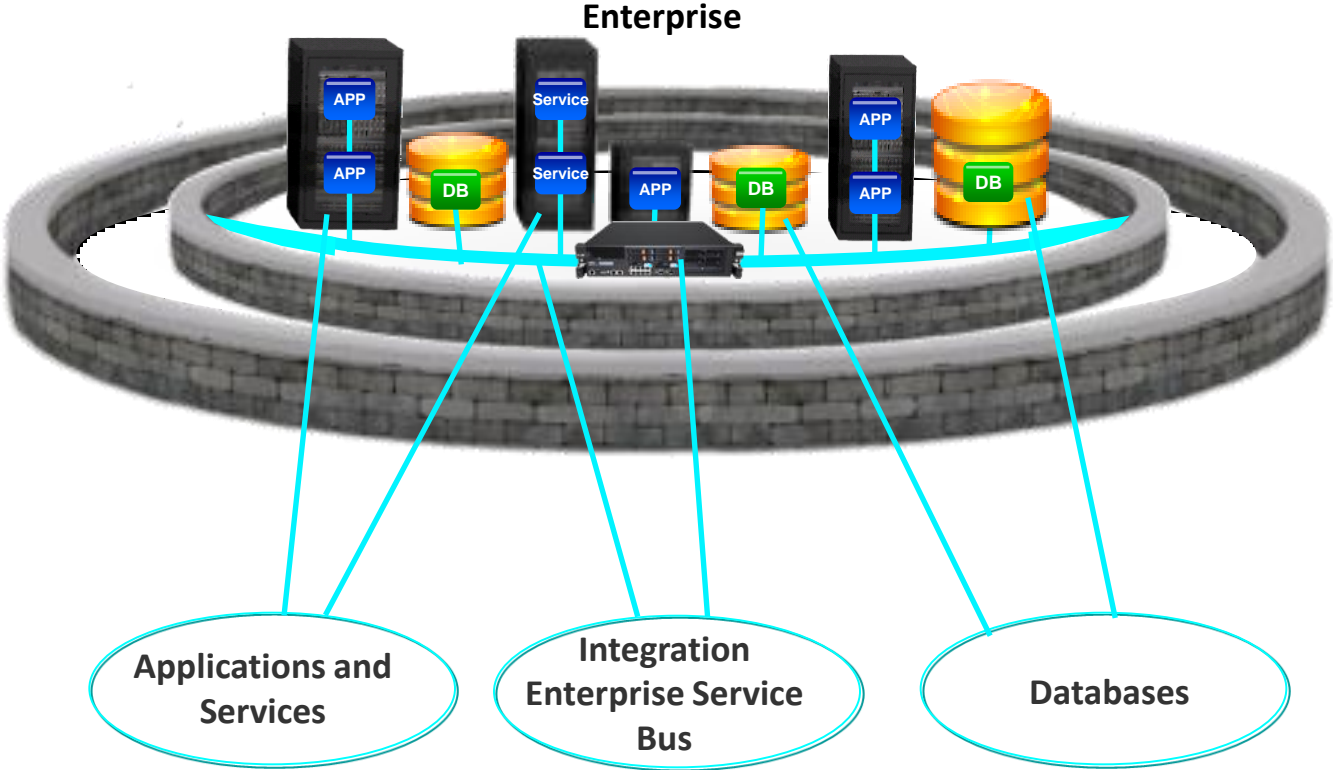 Enterprise
APP
Service
APP
APP
Service
APP
APP
APP
DB
DB
DB
Applications and
Services
Integration
Enterprise Service
Bus
Databases